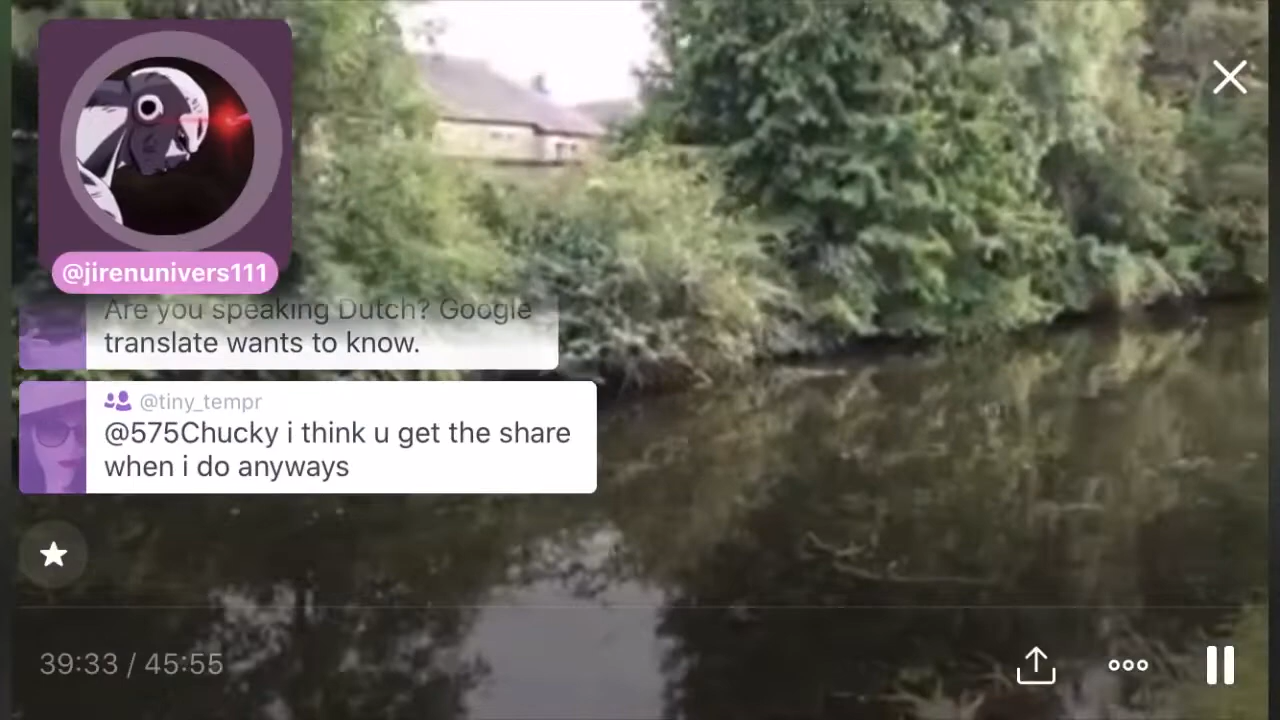 @jirenunivers111
Are you speaking Dutch? Google
translate wants to know.
@tiny_tempr
@575Chucky i think u get the share
when i do anyways
39:33 / 45:55